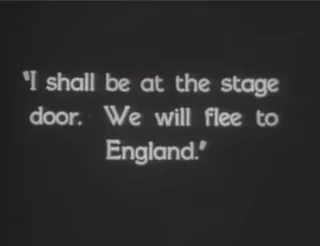 "I shall be at the stage
door. We will flee to
England."